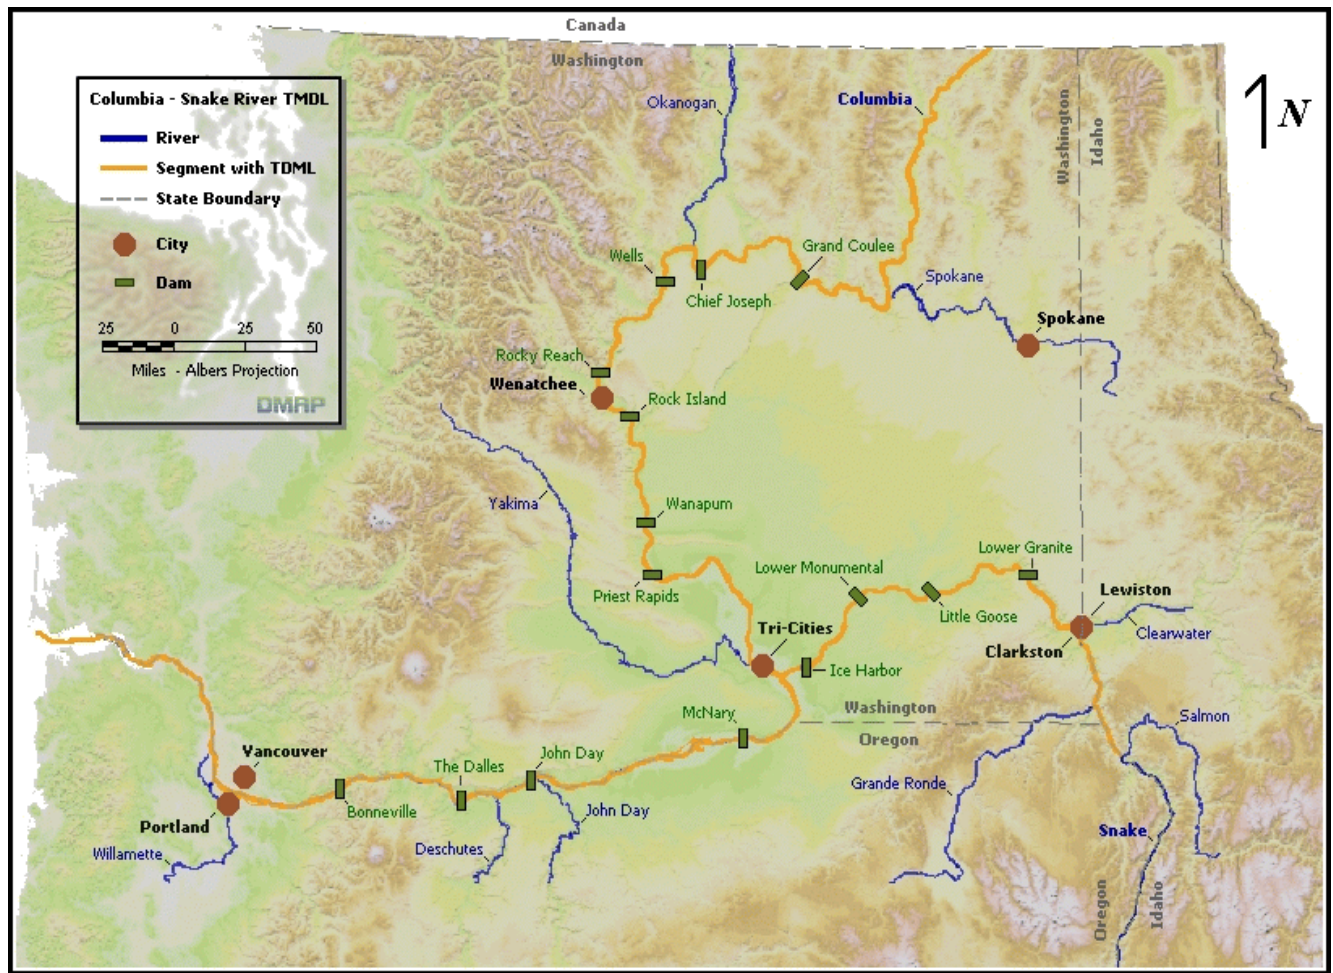 Canada
Washington
Columbia - Snake River TMDL
River
Segment with TDML
State Boundary
City
Dam
25 0 25 50
Miles - Albers Projection
DMAP
N
Okanogan
Columbia
Washington
Idaho
Wells
Grand Coulee
Chief Joseph
Spokane
Spokane
Rocky Reach
Wenatchee
Rock Island
Yakima
Wanapum
Priest Rapids
Lower Monumental
Lower Granite
Little Goose
Lewiston
Clearwater
Clarkston
Tri-Cities
Ice Harbor
McNary
Washington
Oregon
Salmon
Vancouver
The Dalles
John Day
Grande Ronde
Bonneville
John Day
Portland
Willamette
Deschutes
Snake
Oregon
Idaho